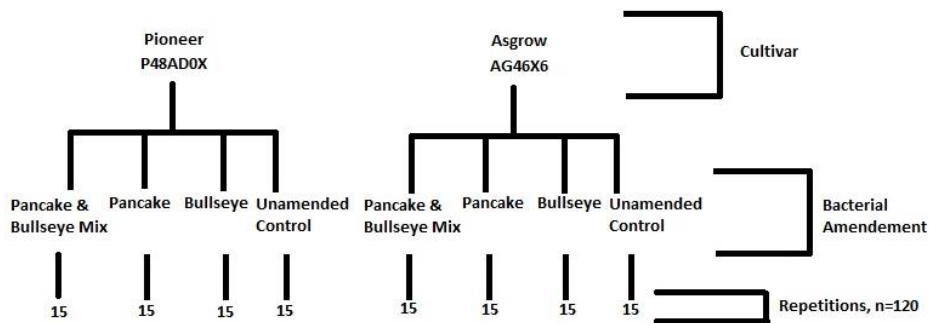 Pioneer
P48AD0X
Asgrow
AG46X6
Cultivar
Pancake &
Bullseye Mix
Pancake
Bullseye
Unamended
Control
Pancake &
Bullseye Mix
Pancake
Bullseye
Unamended
Control
Bacterial
Amendement
15
15
15
15
15
15
15
15
Repetitions, n=120